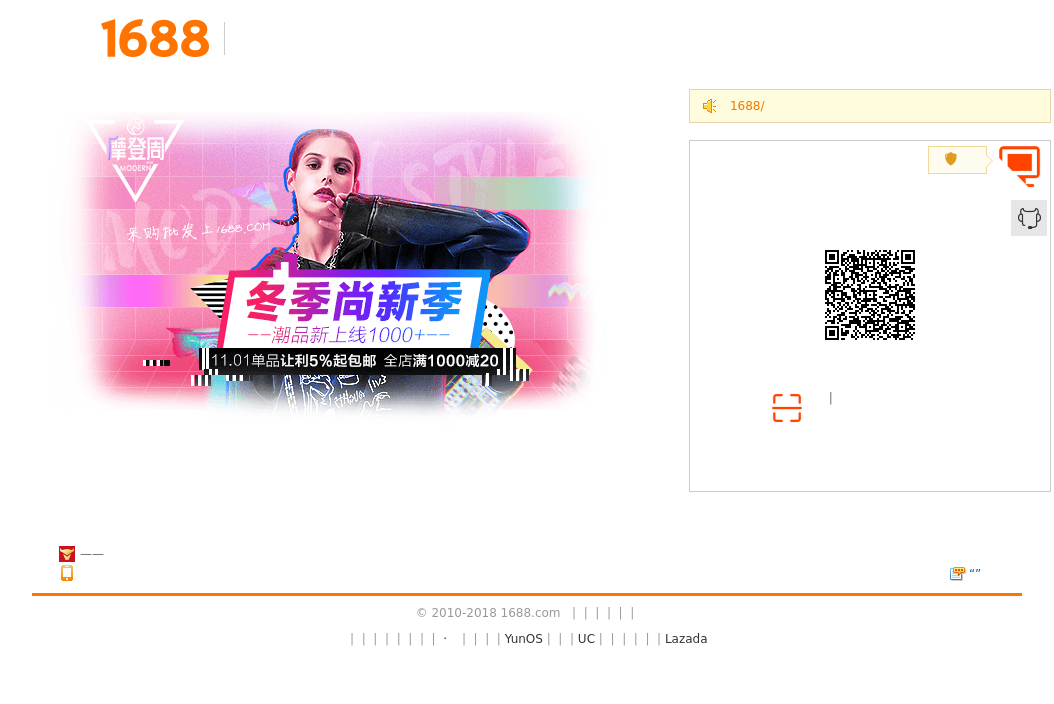 1688
1688/
摩登周
MODERN
采购批发上1688.COM
冬季尚新季
——潮品新上线1000+——
11.01单品让利5%起包邮 全店满1000减20
|
——
“”
© 2010-2018 1688.com | | | | | |
| | | | | | | | · | | | | YunOS | | | UC | | | | | | Lazada